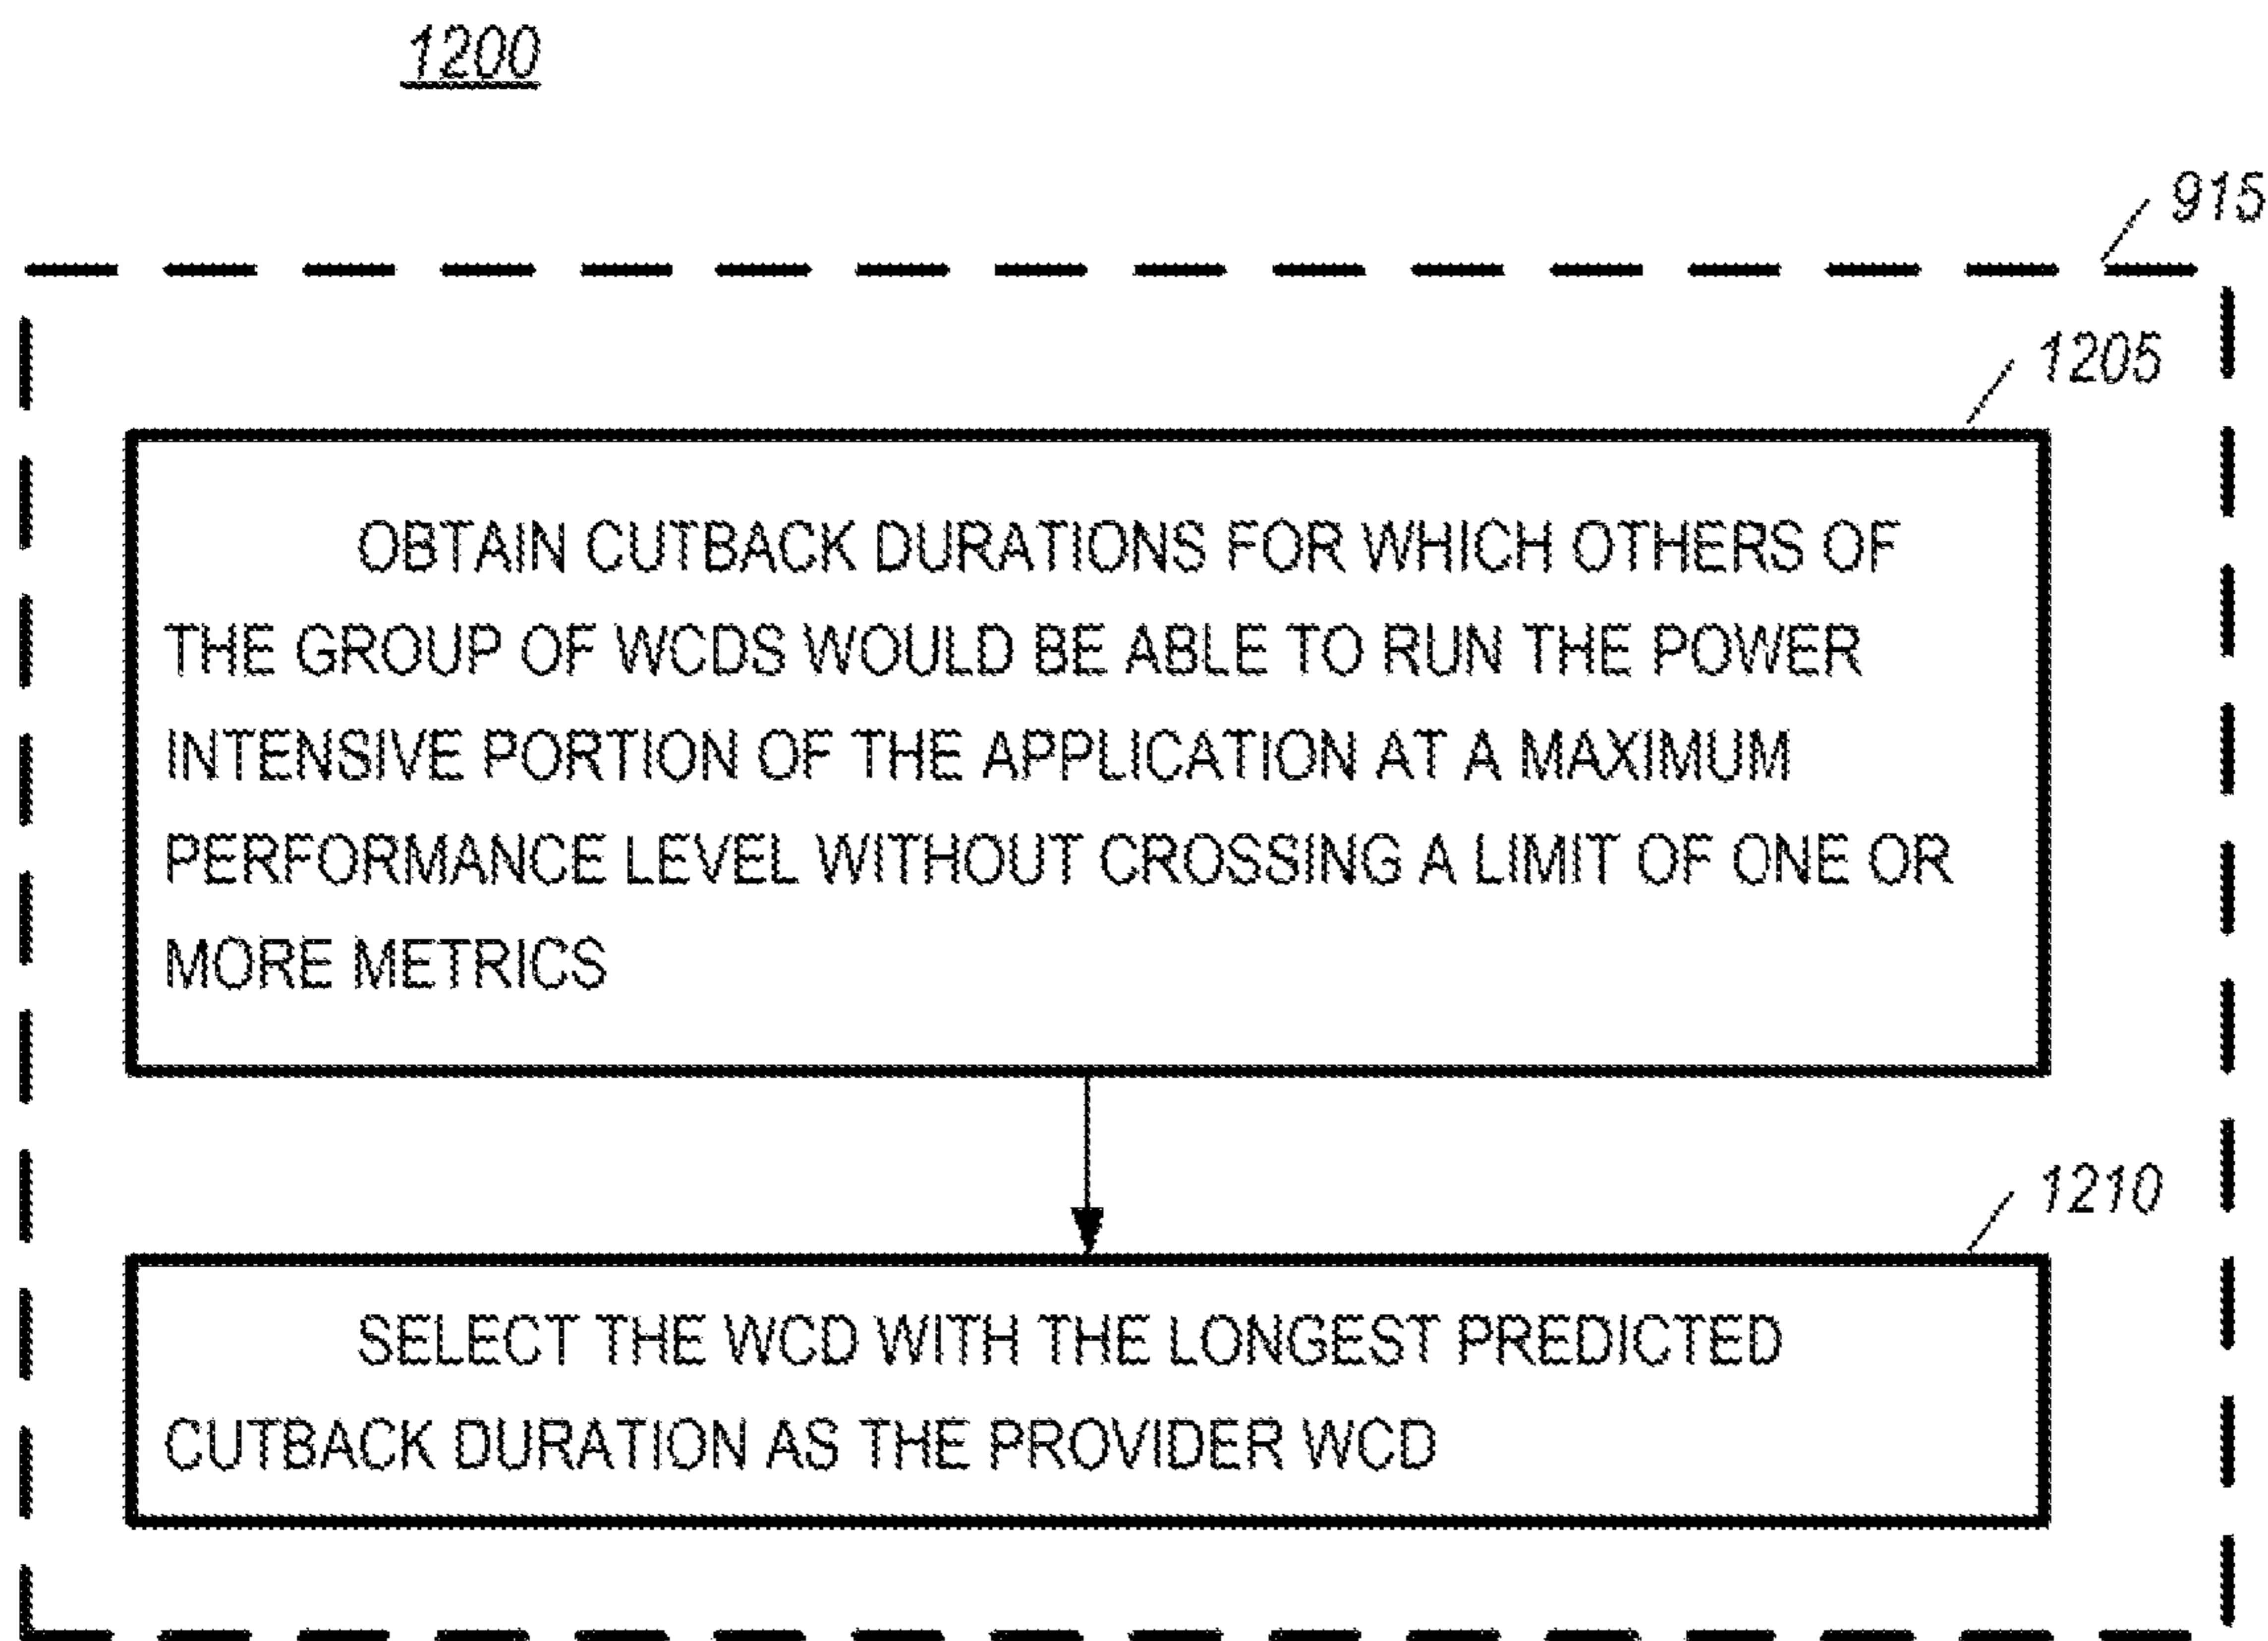 1200
915
1205
OBTAIN CUTBACK DURATIONS FOR WHICH OTHERS OF
THE GROUP OF WCDS WOULD BE ABLE TO RUN THE POWER
INTENSIVE PORTION OF THE APPLICATION AT A MAXIMUM
PERFORMANCE LEVEL WITHOUT CROSSING A LIMIT OF ONE OR
MORE METRICS
1210
SELECT THE WCD WITH THE LONGEST PREDICTED
CUTBACK DURATION AS THE PROVIDER WCD